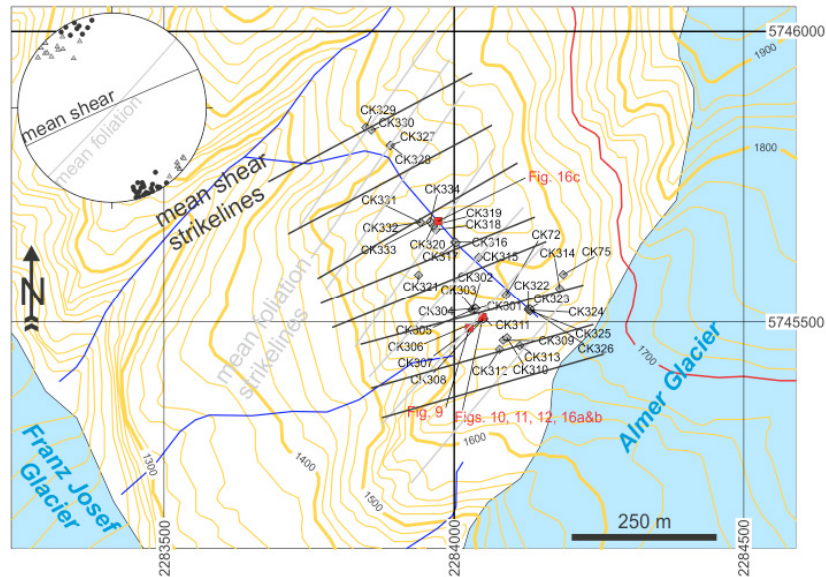 5746000
1900
1800
mean shear
mean foliation
CK329
CK330
CK327
CK328
mean shear
strikelines
Fig. 16c
CK334
CK331
CK319
CK318
CK332
CK333
CK320
CK316
CK72
CK317
CK315
CK314
CK75
CK302
CK322
CK321
CK303
CK323
CK304
CK301
CK324
5745500
mean foliation
strikelines
CK305
CK311
CK325
CK306
CK309
CK326
CK307
CK313
CK312
CK310
CK308
1700
N
Fig. 9
Figs. 10, 11, 12, 16a&b
Almer Glacier
Franz Josef
Glacier
1300
1400
1500
1600
250 m
2283500
2284000
2284500